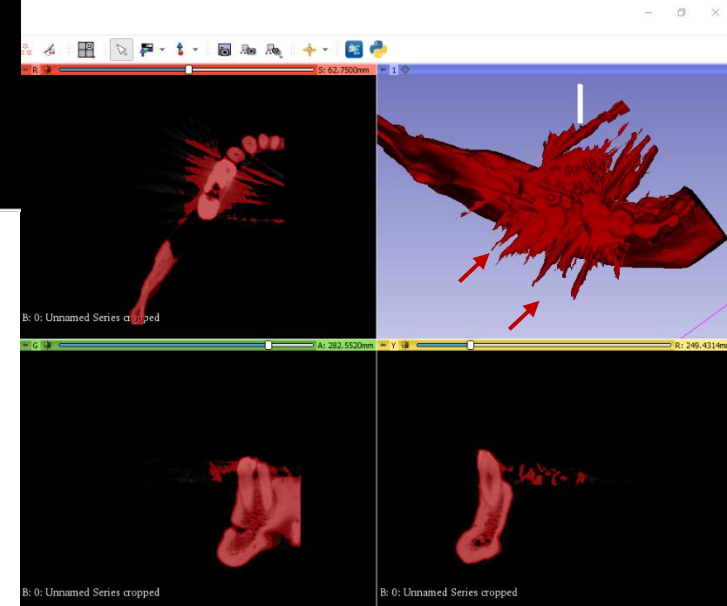 R
S: 62.7500mm
1
B: 0: Unnamed Series cropped
G
A: 282.5520mm
Y
R: 249.4314mm
B: 0: Unnamed Series cropped
B: 0: Unnamed Series cropped